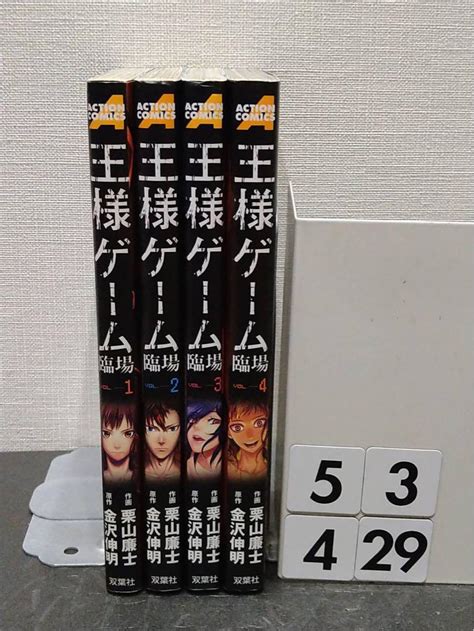 ACTION
COMICS
王様ゲーム
臨場
VOL. 1
原作 金沢伸明
作画 栗山廉士
双葉社
ACTION
COMICS
王様ゲーム
臨場
VOL. 2
原作 金沢伸明
作画 栗山廉士
双葉社
ACTION
COMICS
王様ゲーム
臨場
VOL. 3
原作 金沢伸明
作画 栗山廉士
双葉社
ACTION
COMICS
王様ゲーム
臨場
VOL. 4
原作 金沢伸明
作画 栗山廉士
双葉社
5 3
4 29